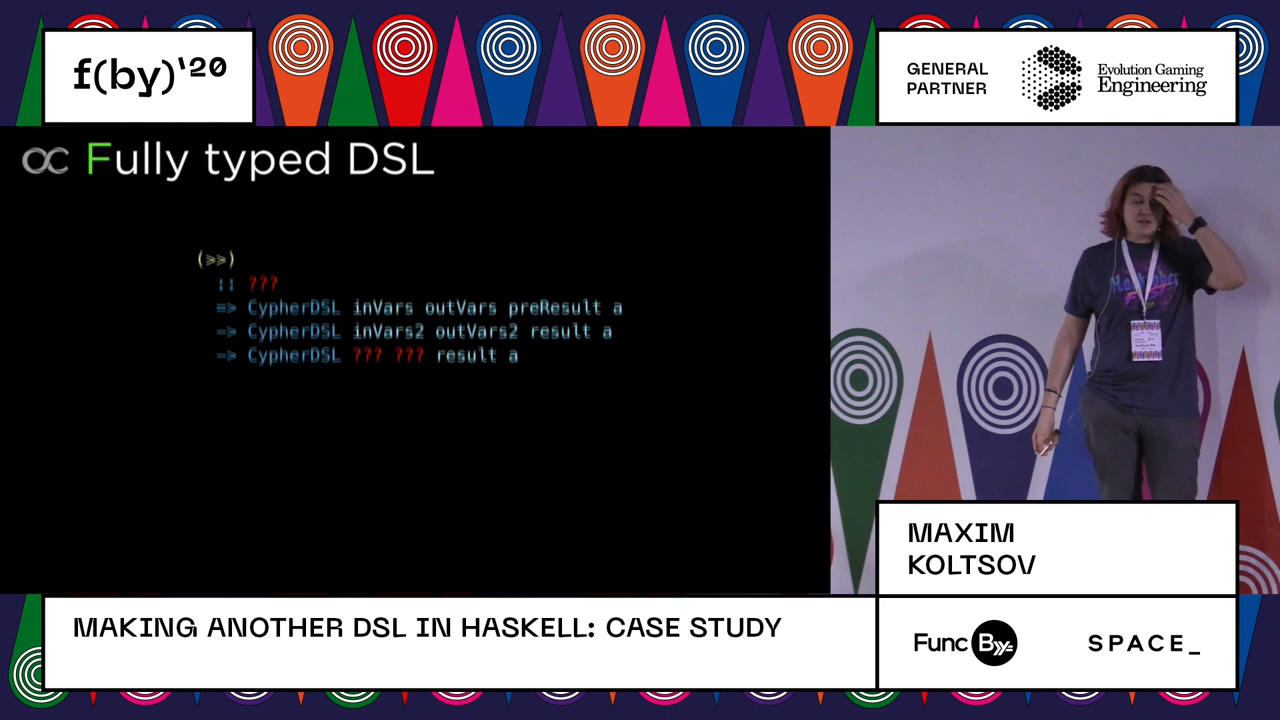 f(by)'20
GENERAL
PARTNER
Evolution Gaming
Engineering
Fully typed DSL
(>>)
:: ???
=> CypherDSL inVars outVars preResult a
=> CypherDSL inVars2 outVars2 result a
=> CypherDSL ??? ??? result a
MAXIM
KOLTSOV
MAKING ANOTHER DSL IN HASKELL: CASE STUDY
Func By
SPACE_